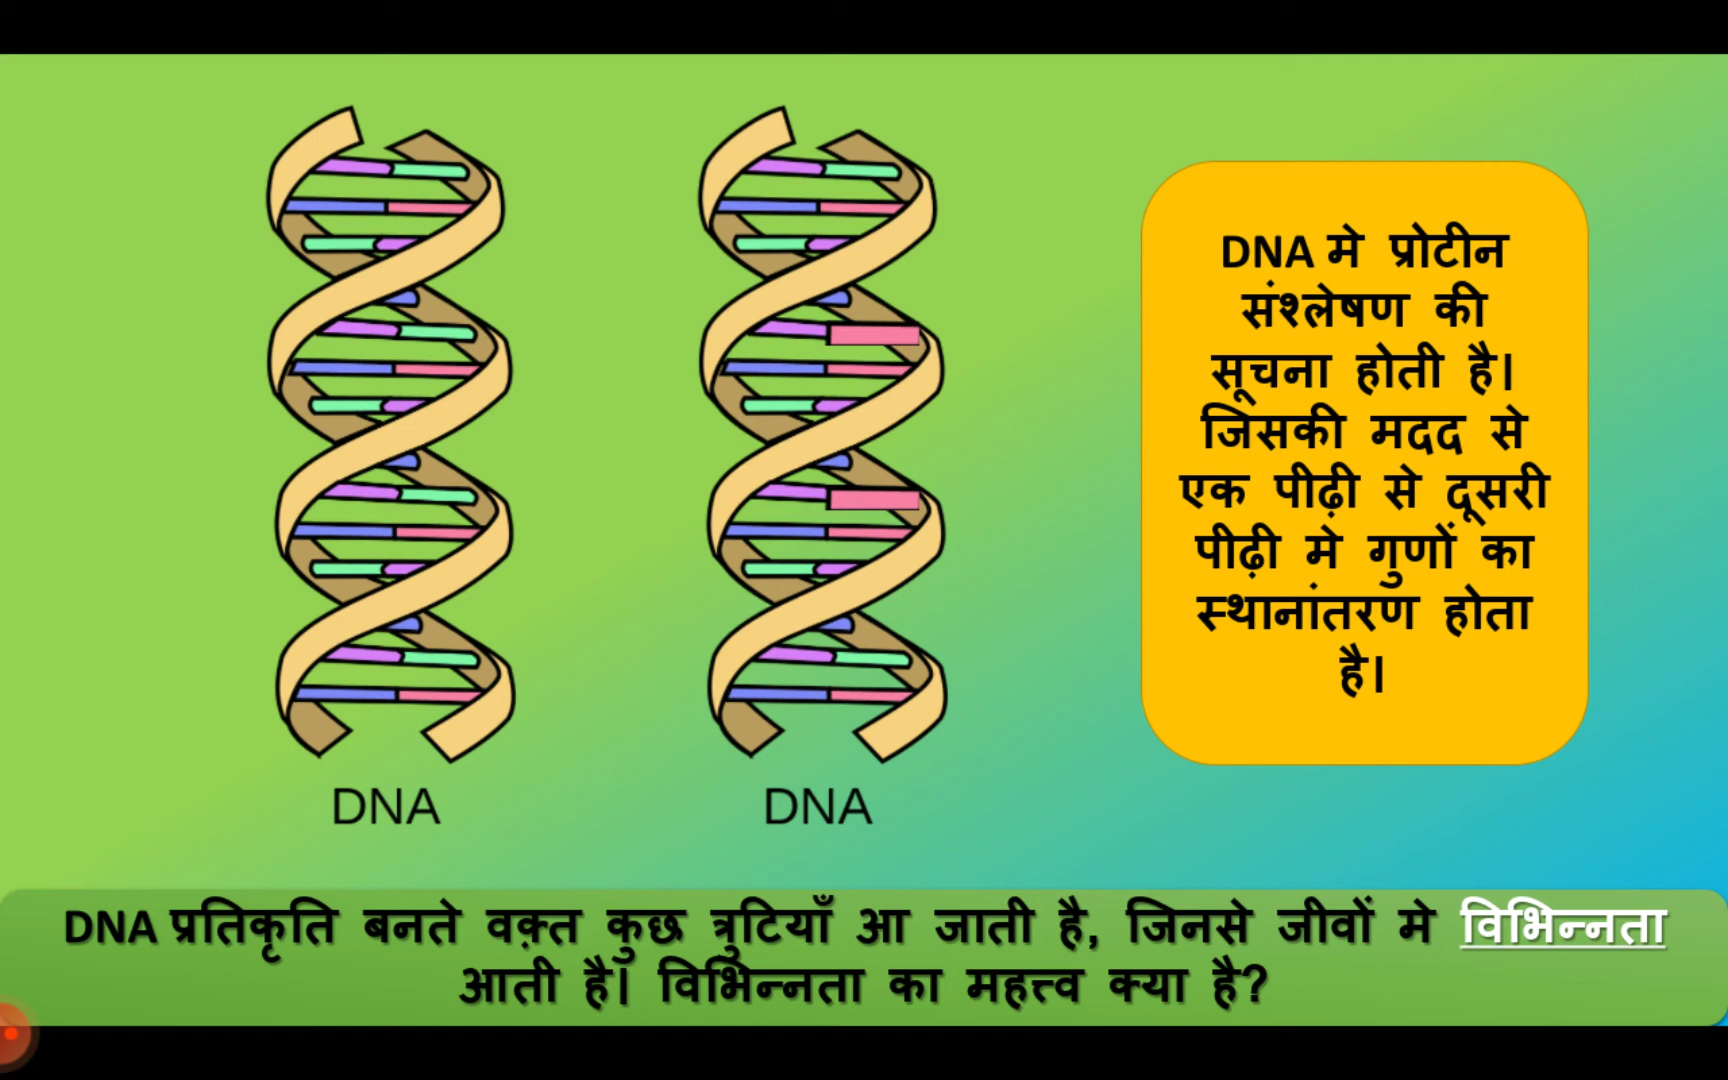 DNA मे प्रोटीन
संश्लेषण की
सूचना होती है।
जिसकी मदद से
एक पीढ़ी से दूसरी
पीढ़ी मे गुणों का
स्थानांतरण होता
है।
DNA
DNA
DNA प्रतिकृति बनते वक़्त कुछ त्रुटियाँ आ जाती है, जिनसे जीवों मे विभिन्नता
आती है। विभिन्नता का महत्त्व क्या है?